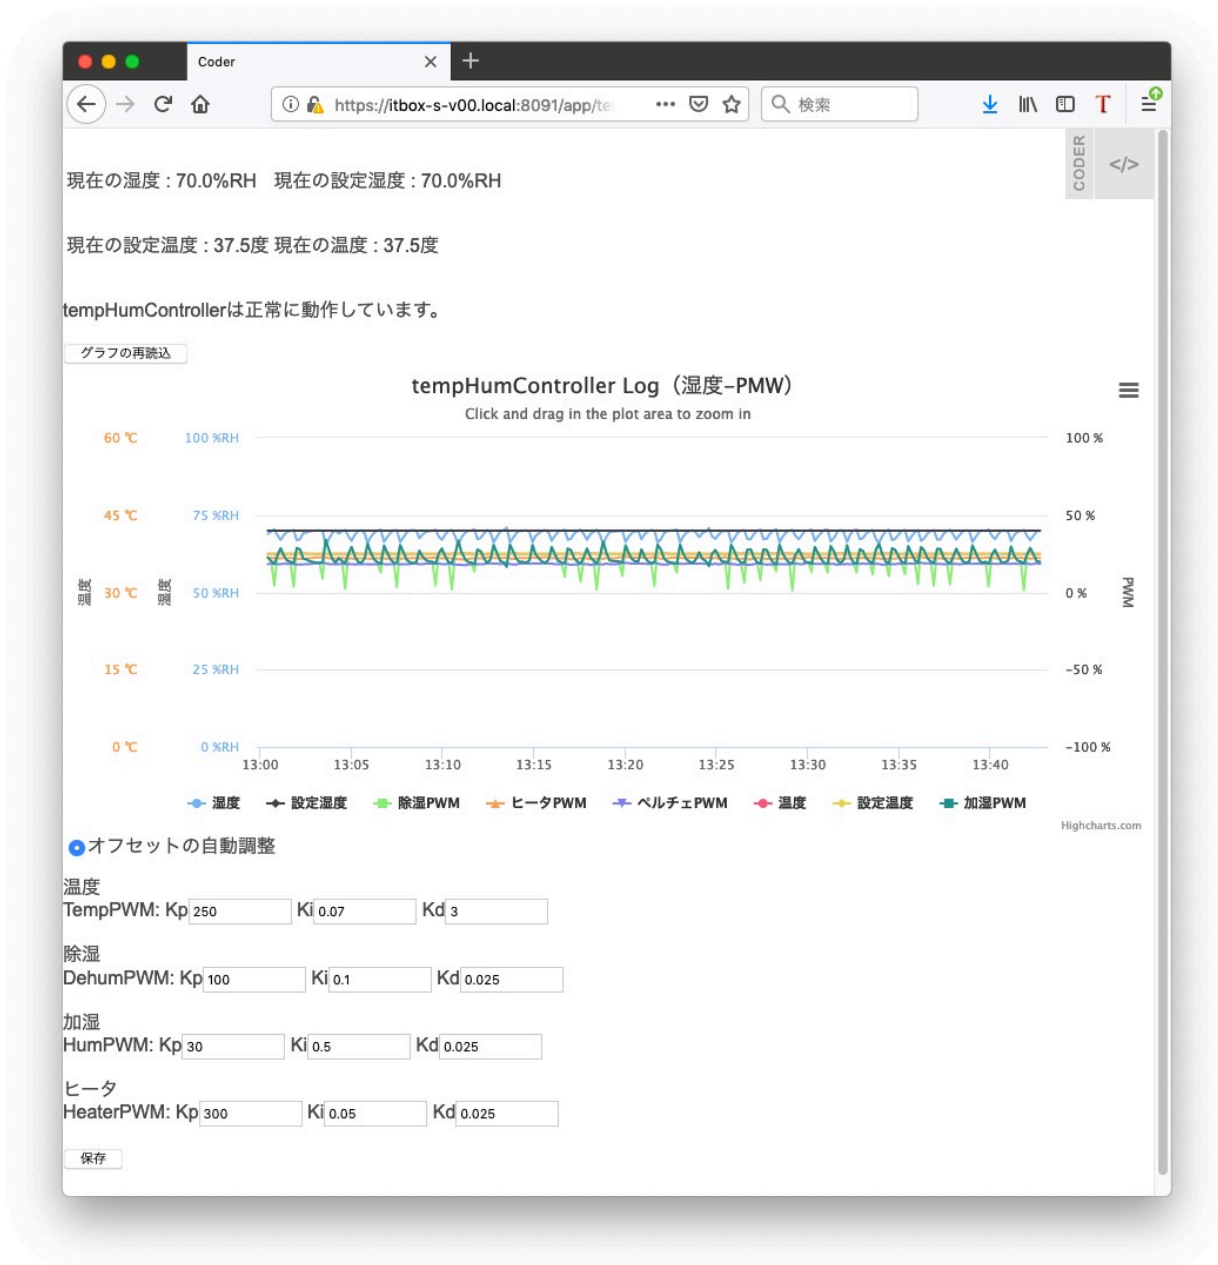 Coder
https://itbox-s-v00.local:8091/app/te
検索
CODER
</>
現在の湿度 : 70.0%RH 現在の設定湿度 : 70.0%RH
現在の設定温度 : 37.5度 現在の温度 : 37.5度
tempHumControllerは正常に動作しています。
グラフの再読込
tempHumController Log（湿度-PMW）
Click and drag in the plot area to zoom in
60 ℃ 100 %RH 100 %
45 ℃ 75 %RH 50 %
温度 30 ℃ 湿度 50 %RH 0 % PWM
15 ℃ 25 %RH -50 %
0 ℃ 0 %RH -100 %
13:00 13:05 13:10 13:15 13:20 13:25 13:30 13:35 13:40
湿度 設定湿度 除湿PWM ヒータPWM ペルチェPWM 温度 設定温度 加湿PWM
Highcharts.com
オフセットの自動調整
温度
TempPWM: Kp 250 Ki 0.07 Kd 3
除湿
DehumPWM: Kp 100 Ki 0.1 Kd 0.025
加湿
HumPWM: Kp 30 Ki 0.5 Kd 0.025
ヒータ
HeaterPWM: Kp 300 Ki 0.05 Kd 0.025
保存